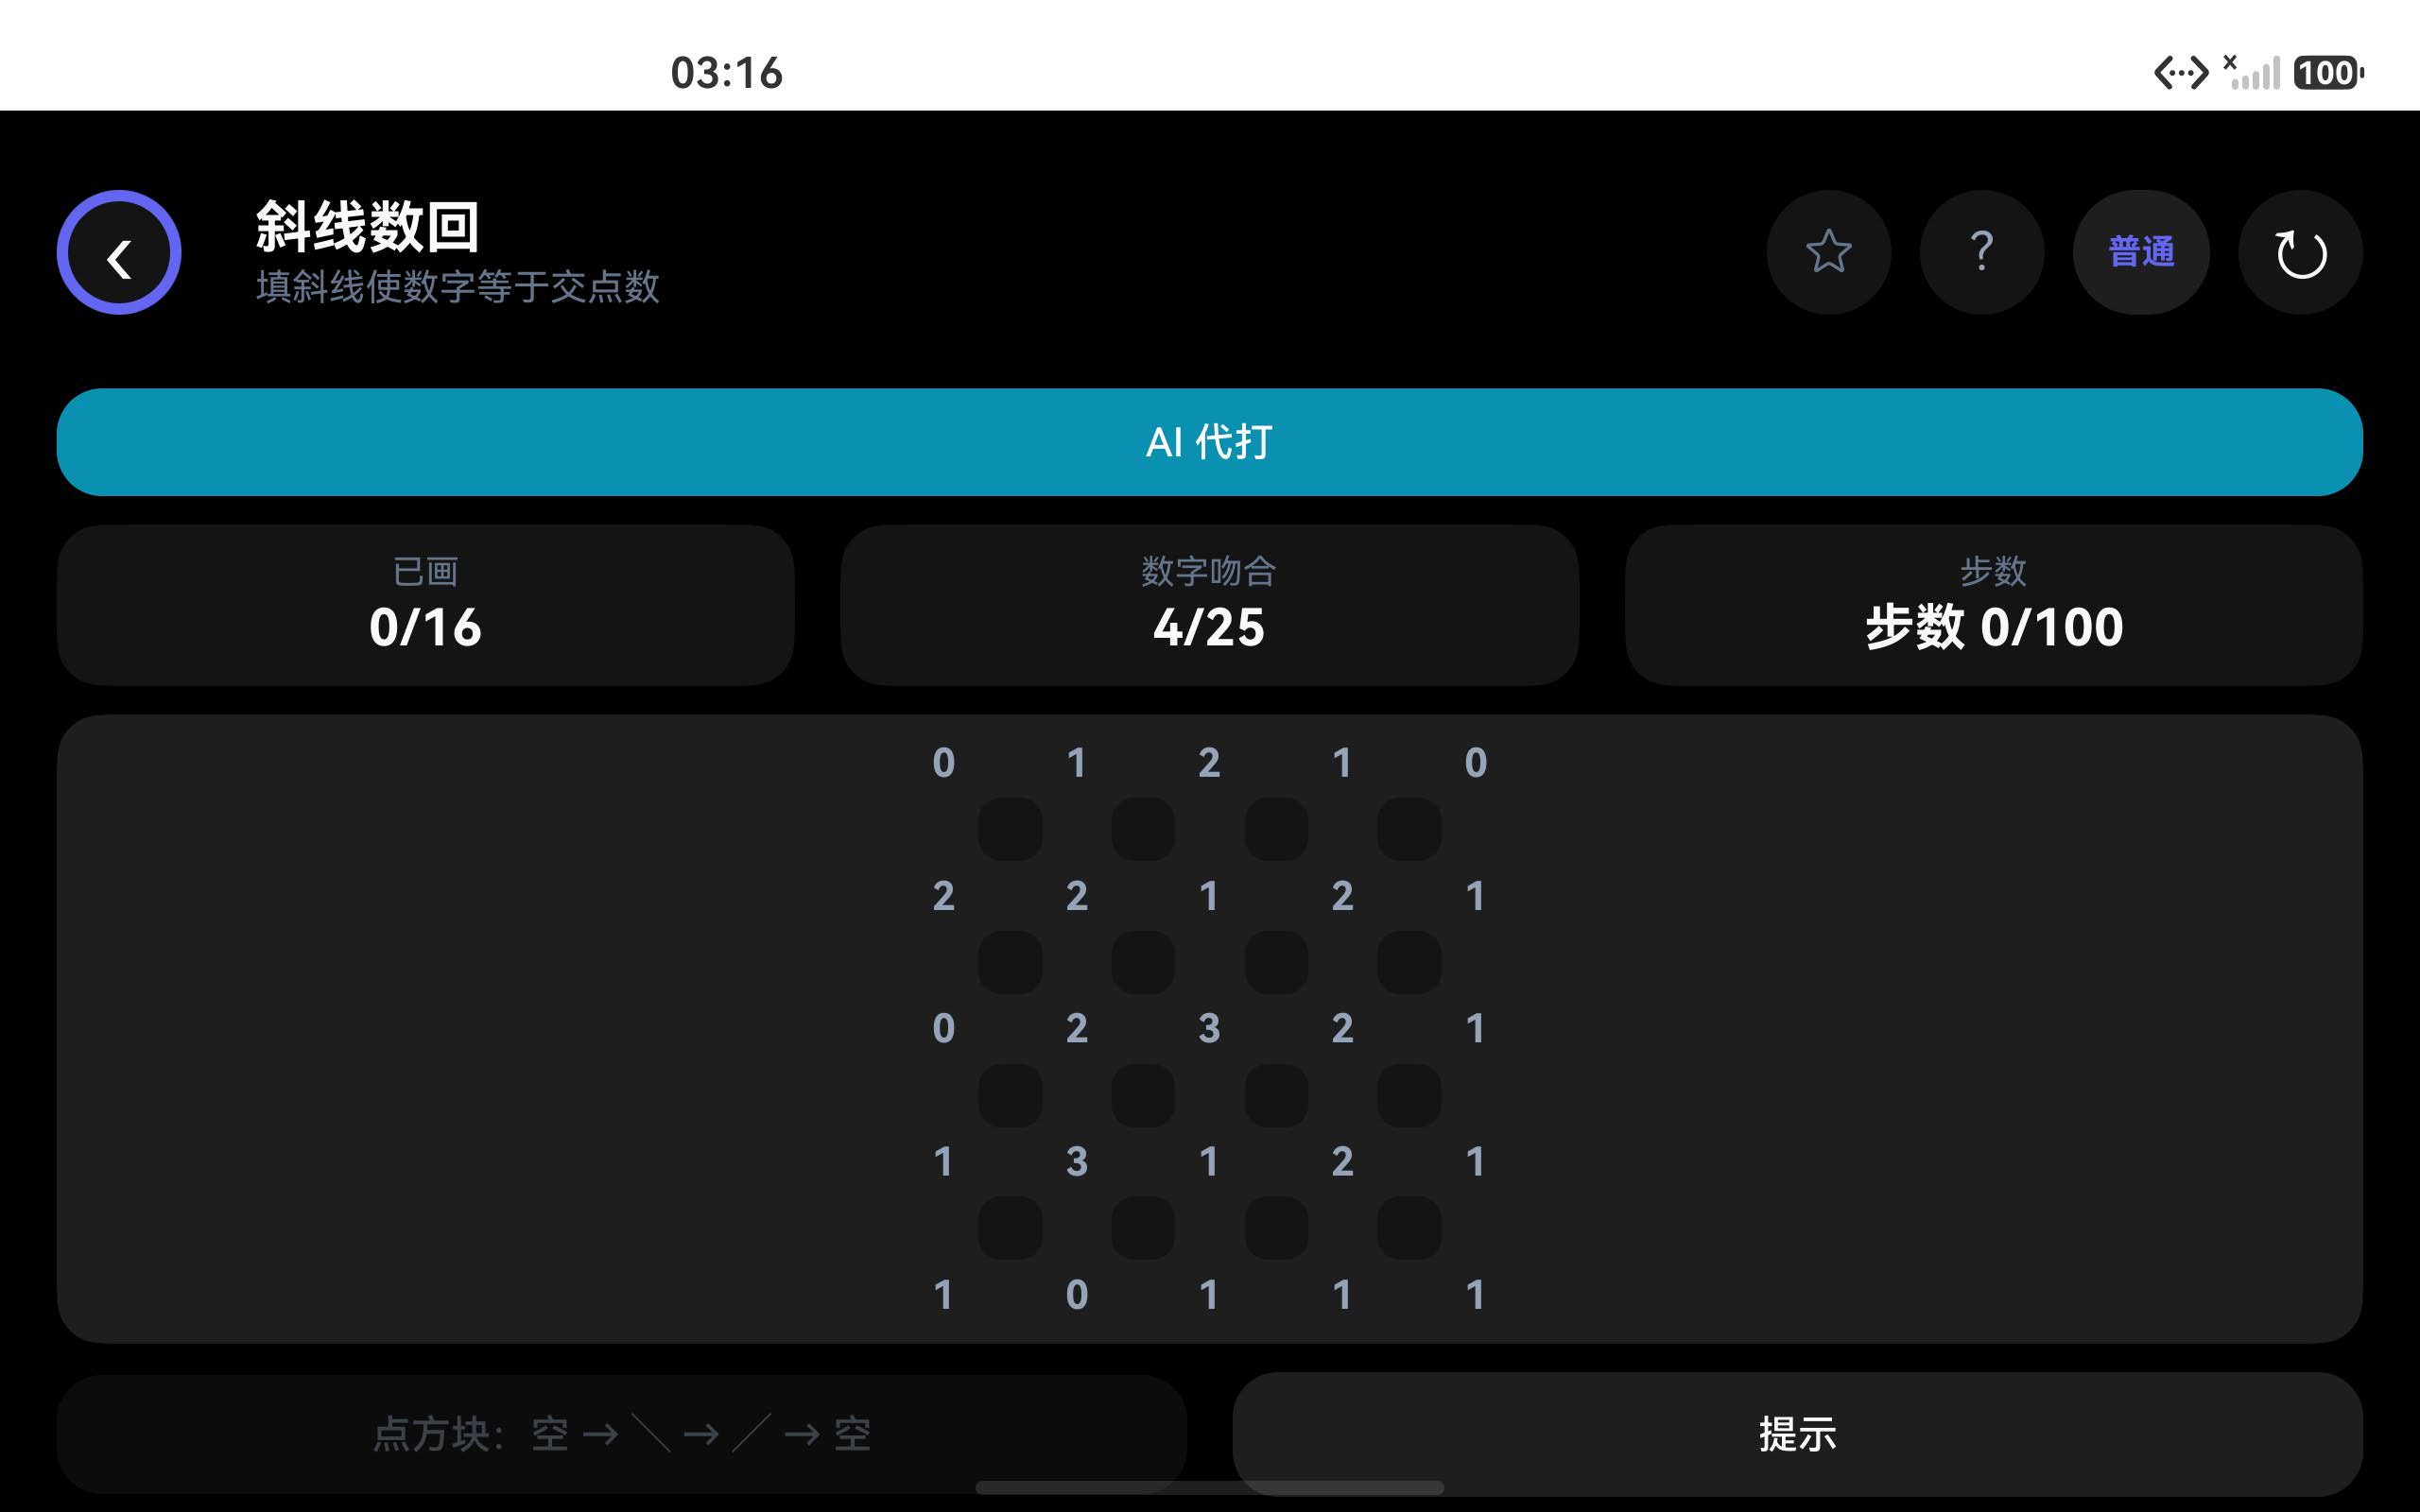 03:16
100
斜线数回
填斜线使数字等于交点数
?
普通
AI 代打
已画
0/16
数字吻合
4/25
步数
步数 0/100
0 1 2 1 0
2 2 1 2 1
0 2 3 2 1
1 3 1 2 1
1 0 1 1 1
点方块： 空 → ╲ → ╱ → 空
提示